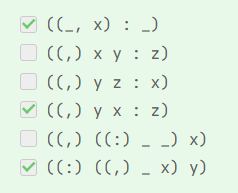 ((_, x) : _)
((,) x y : z)
((,) y z : x)
((,) y x : z)
((,) ((:) _ _) x)
((:) ((,) _ x) y)